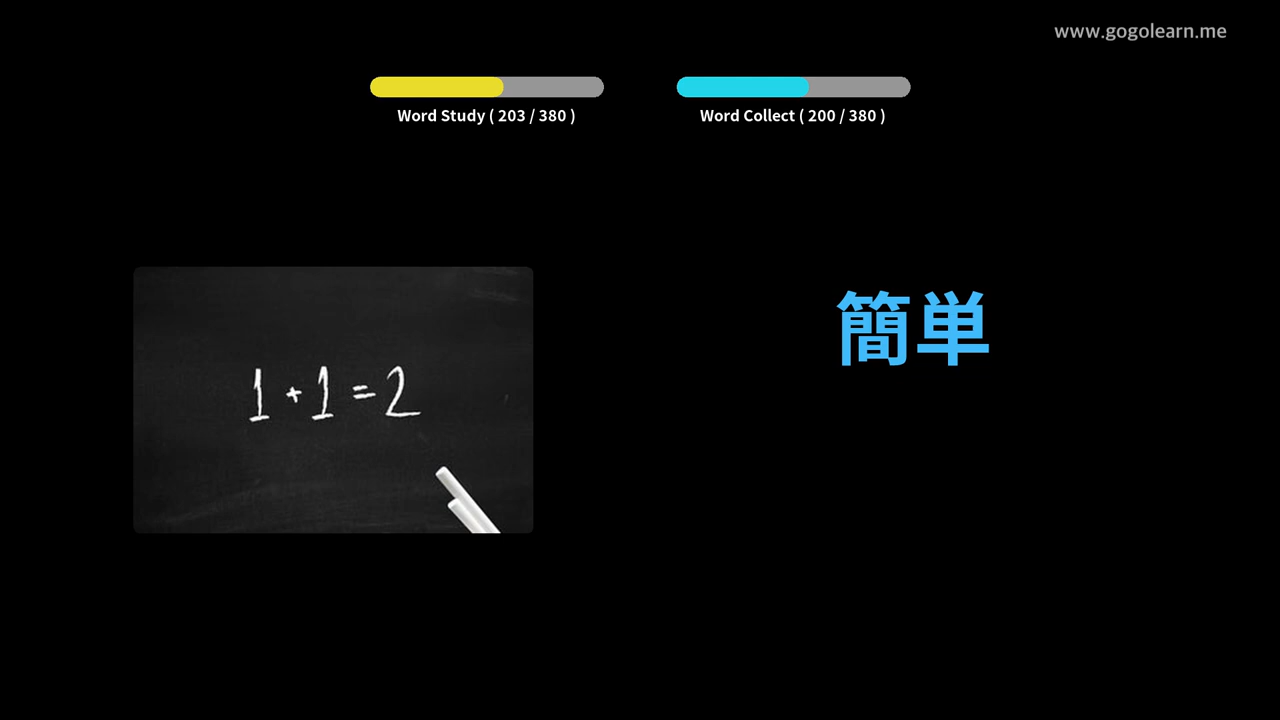 www.gogolearn.me
Word Study ( 203 / 380 )
Word Collect ( 200 / 380 )
1 + 1 = 2
簡単